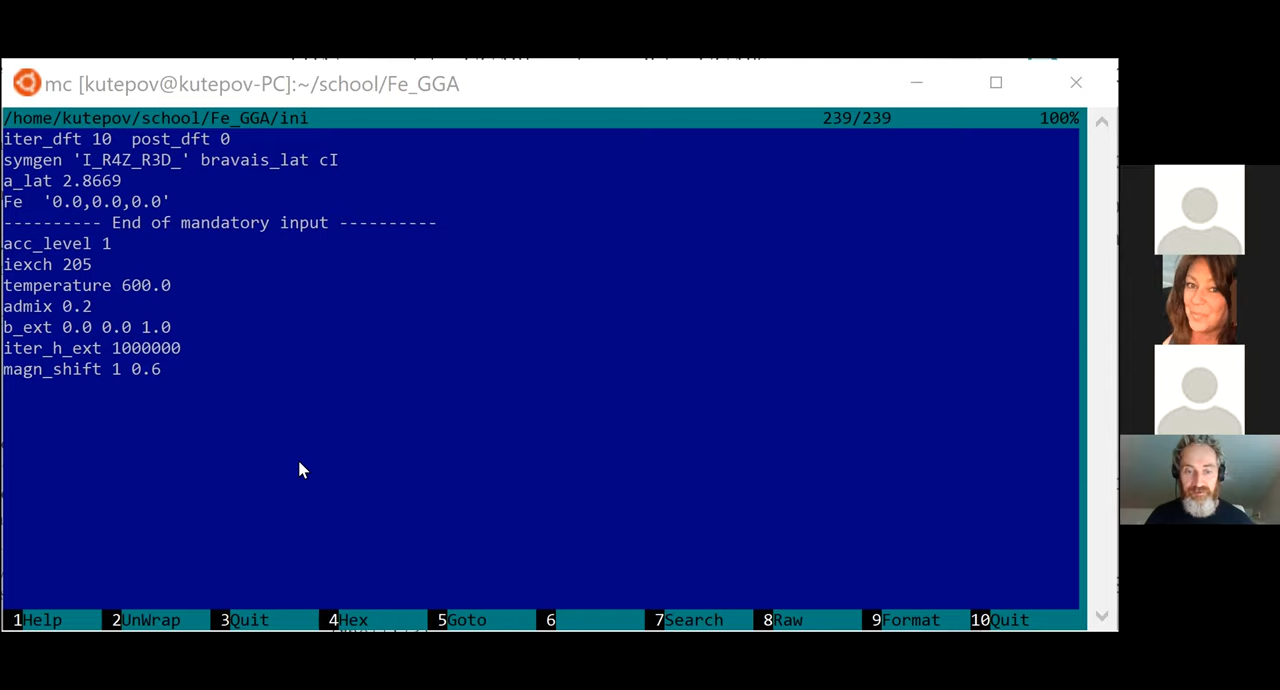 mc [kutepov@kutepov-PC]:~/school/Fe_GGA
/home/kutepov/school/Fe_GGA/ini 239/239 100%
iter_dft 10  post_dft 0
symgen 'I_R4Z_R3D_' bravais_lat cI
a_lat 2.8669
Fe  '0.0,0.0,0.0'
---------- End of mandatory input ----------
acc_level 1
iexch 205
temperature 600.0
admix 0.2
b_ext 0.0 0.0 1.0
iter_h_ext 1000000
magn_shift 1 0.6
1Help 2UnWrap 3Quit 4Hex 5Goto 6 7Search 8Raw 9Format 10Quit